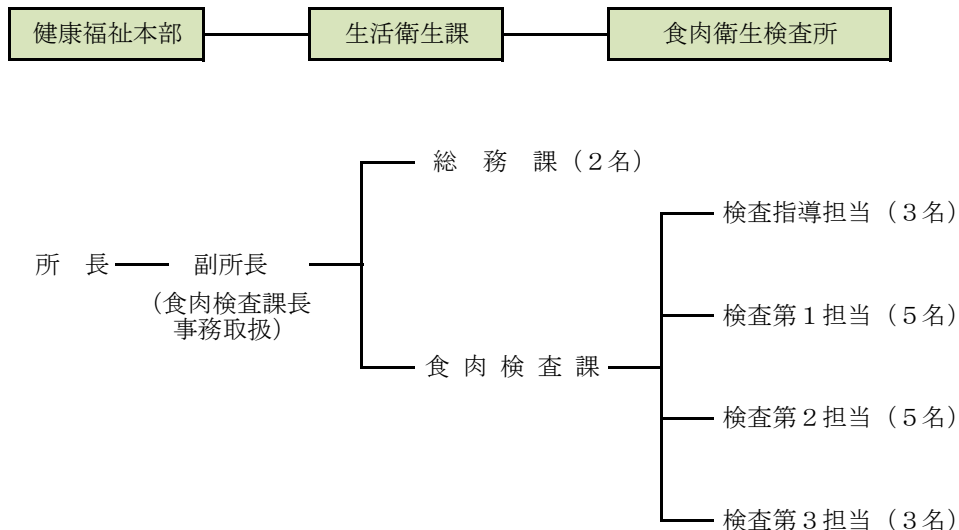 健康福祉本部
生活衛生課
食肉衛生検査所
総　務　課（２名）
検査指導担当（３名）
所　長
副所長
（食肉検査課長
事務取扱）
検査第１担当（５名）
食 肉 検 査 課
検査第２担当（５名）
検査第３担当（３名）